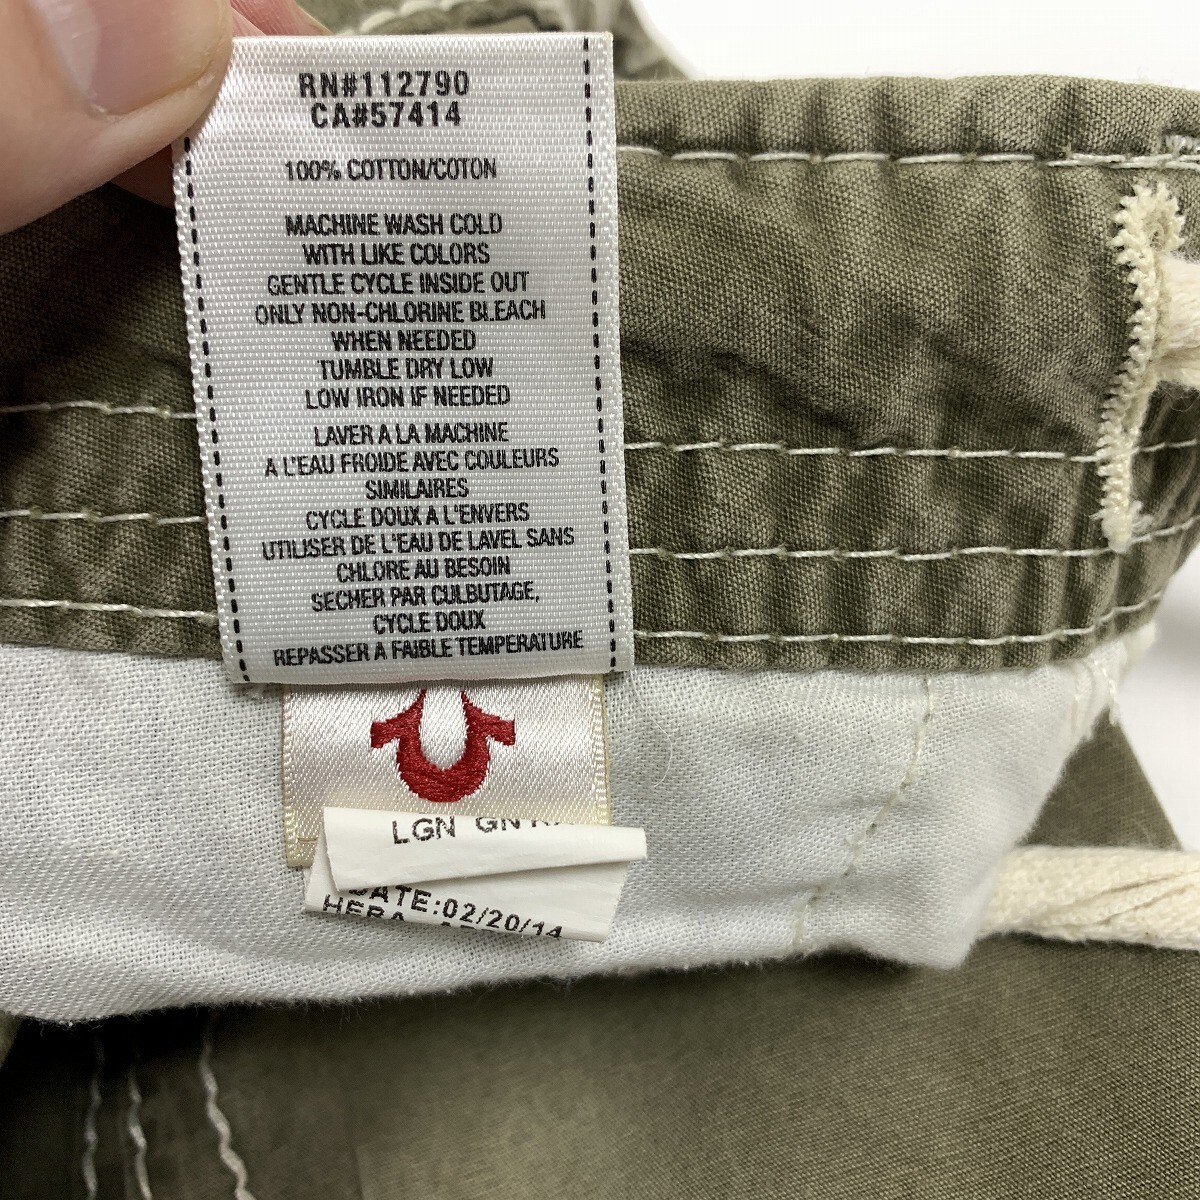 RN#112790
CA#57414
100% COTTON/COTON
MACHINE WASH COLD
WITH LIKE COLORS
GENTLE CYCLE INSIDE OUT
ONLY NON-CHLORINE BLEACH
WHEN NEEDED
TUMBLE DRY LOW
LOW IRON IF NEEDED
LAVER A LA MACHINE
A L'EAU FROIDE AVEC COULEURS
SIMILAIRES
CYCLE DOUX A L'ENVERS
UTILISER DE L'EAU DE LAVEL SANS
CHLORE AU BESOIN
SECHER PAR CULBUTAGE,
CYCLE DOUX
REPASSER A FAIBLE TEMPERATURE
LGN GN
DATE:02/20/14